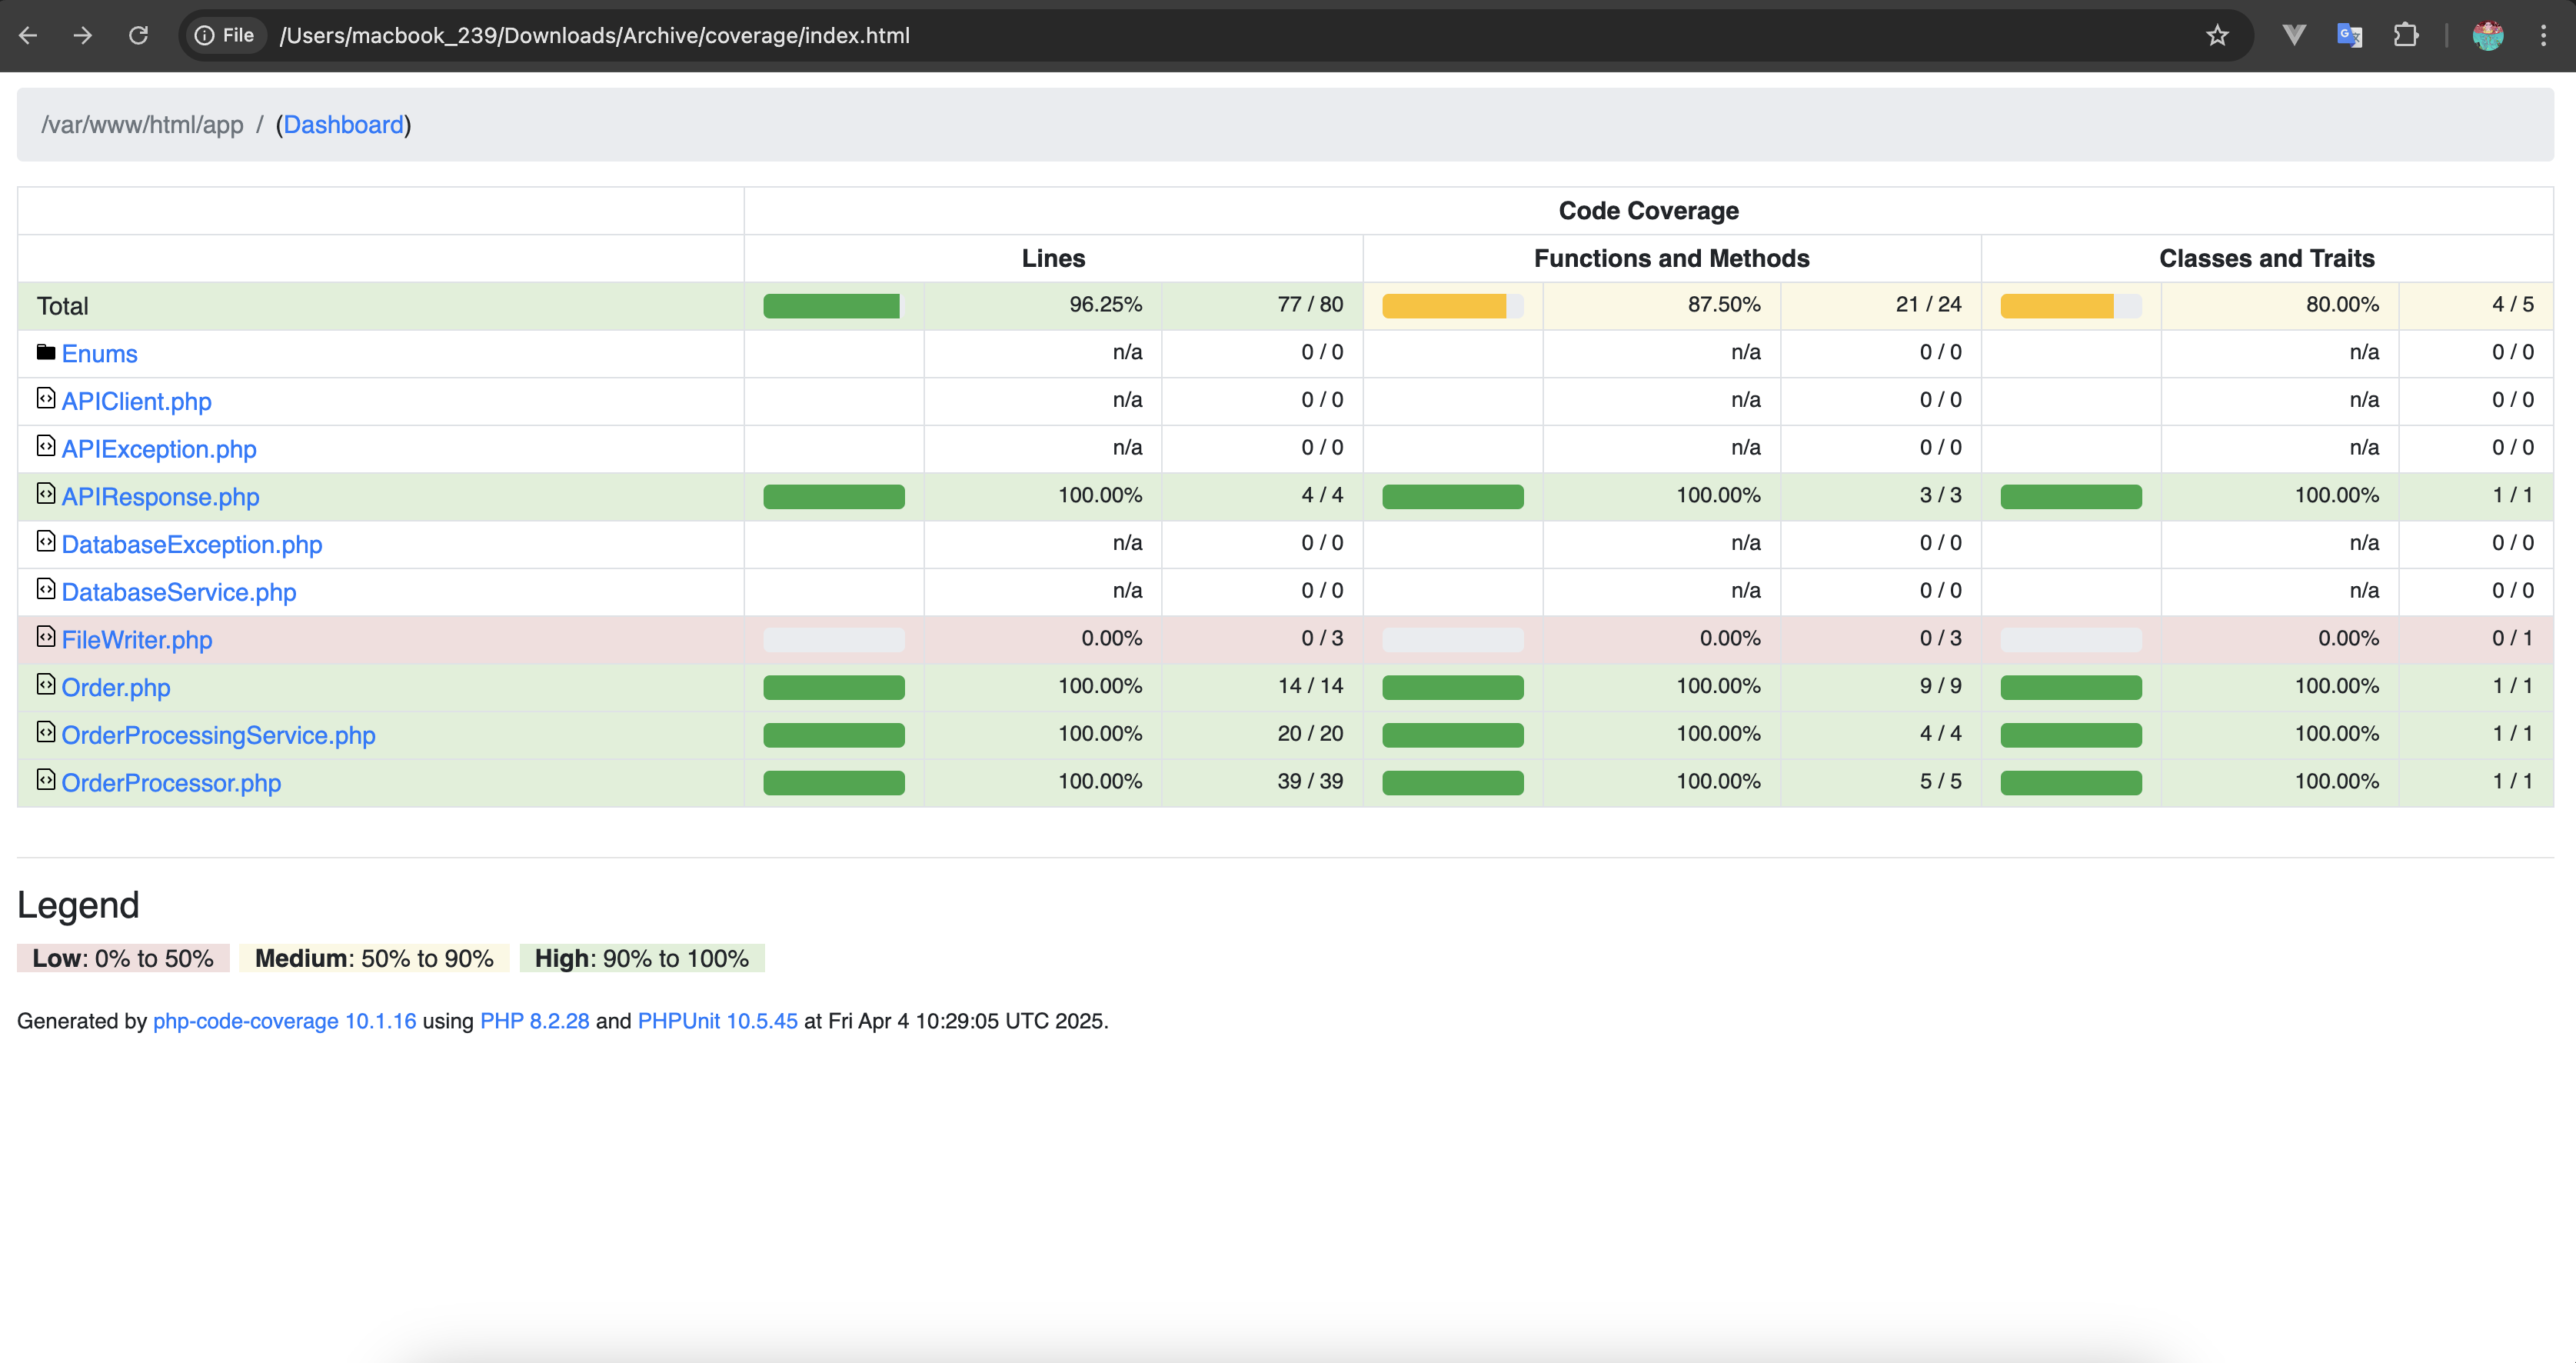 File /Users/macbook_239/Downloads/Archive/coverage/index.html
/var/www/html/app / (Dashboard)
Code Coverage
Lines Functions and Methods Classes and Traits
Total 96.25% 77 / 80 87.50% 21 / 24 80.00% 4 / 5
Enums n/a 0 / 0 n/a 0 / 0 n/a 0 / 0
APIClient.php n/a 0 / 0 n/a 0 / 0 n/a 0 / 0
APIException.php n/a 0 / 0 n/a 0 / 0 n/a 0 / 0
APIResponse.php 100.00% 4 / 4 100.00% 3 / 3 100.00% 1 / 1
DatabaseException.php n/a 0 / 0 n/a 0 / 0 n/a 0 / 0
DatabaseService.php n/a 0 / 0 n/a 0 / 0 n/a 0 / 0
FileWriter.php 0.00% 0 / 3 0.00% 0 / 3 0.00% 0 / 1
Order.php 100.00% 14 / 14 100.00% 9 / 9 100.00% 1 / 1
OrderProcessingService.php 100.00% 20 / 20 100.00% 4 / 4 100.00% 1 / 1
OrderProcessor.php 100.00% 39 / 39 100.00% 5 / 5 100.00% 1 / 1
Legend
Low: 0% to 50% Medium: 50% to 90% High: 90% to 100%
Generated by php-code-coverage 10.1.16 using PHP 8.2.28 and PHPUnit 10.5.45 at Fri Apr 4 10:29:05 UTC 2025.